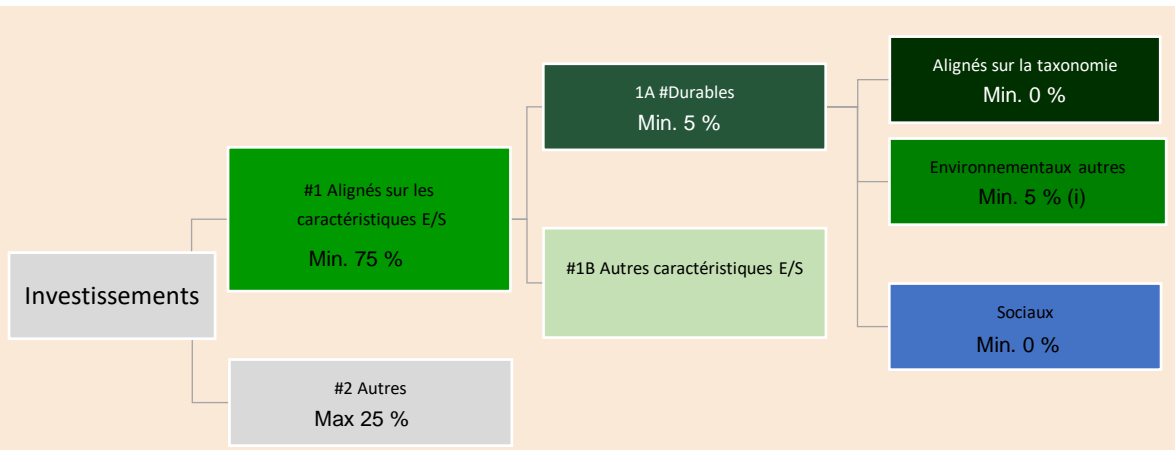 Investissements
#1 Alignés sur les
caractéristiques E/S
Min. 75 %
#2 Autres
Max 25 %
1A #Durables
Min. 5 %
#1B Autres caractéristiques E/S
Alignés sur la taxonomie
Min. 0 %
Environnementaux autres
Min. 5 % (i)
Sociaux
Min. 0 %